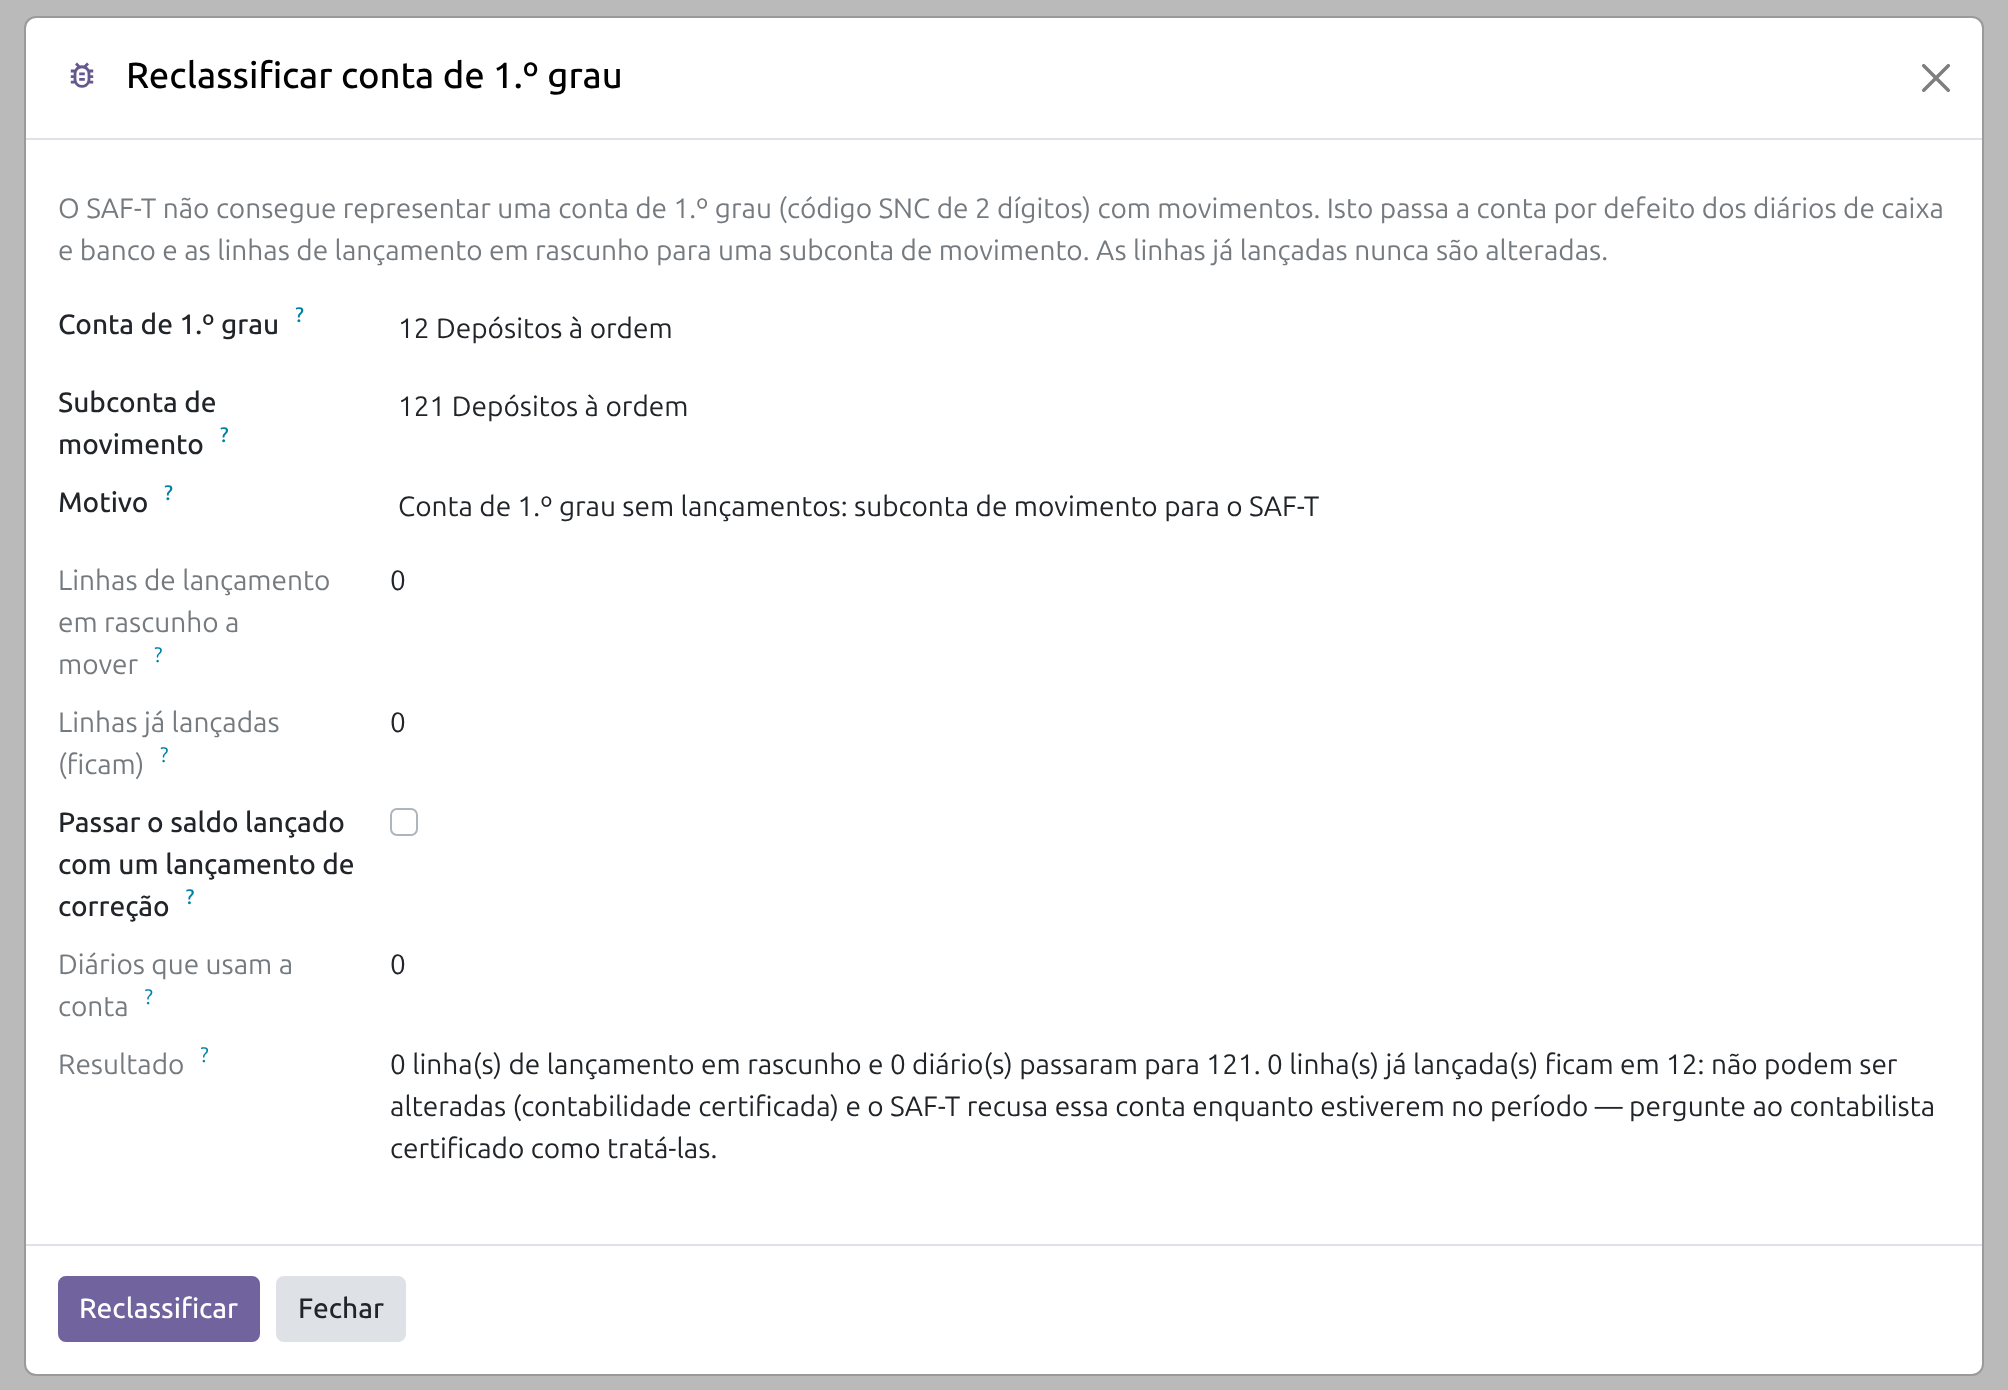 Reclassificar conta de 1.º grau
O SAF-T não consegue representar uma conta de 1.º grau (código SNC de 2 dígitos) com movimentos. Isto passa a conta por defeito dos diários de caixa
e banco e as linhas de lançamento em rascunho para uma subconta de movimento. As linhas já lançadas nunca são alteradas.
Conta de 1.º grau ? 12 Depósitos à ordem
Subconta de
movimento ? 121 Depósitos à ordem
Motivo ? Conta de 1.º grau sem lançamentos: subconta de movimento para o SAF-T
Linhas de lançamento
em rascunho a
mover ? 0
Linhas já lançadas
(ficam) ? 0
Passar o saldo lançado
com um lançamento de
correção ?
Diários que usam a
conta ? 0
Resultado ? 0 linha(s) de lançamento em rascunho e 0 diário(s) passaram para 121. 0 linha(s) já lançada(s) ficam em 12: não podem ser
alteradas (contabilidade certificada) e o SAF-T recusa essa conta enquanto estiverem no período — pergunte ao contabilista
certificado como tratá-las.
Reclassificar Fechar